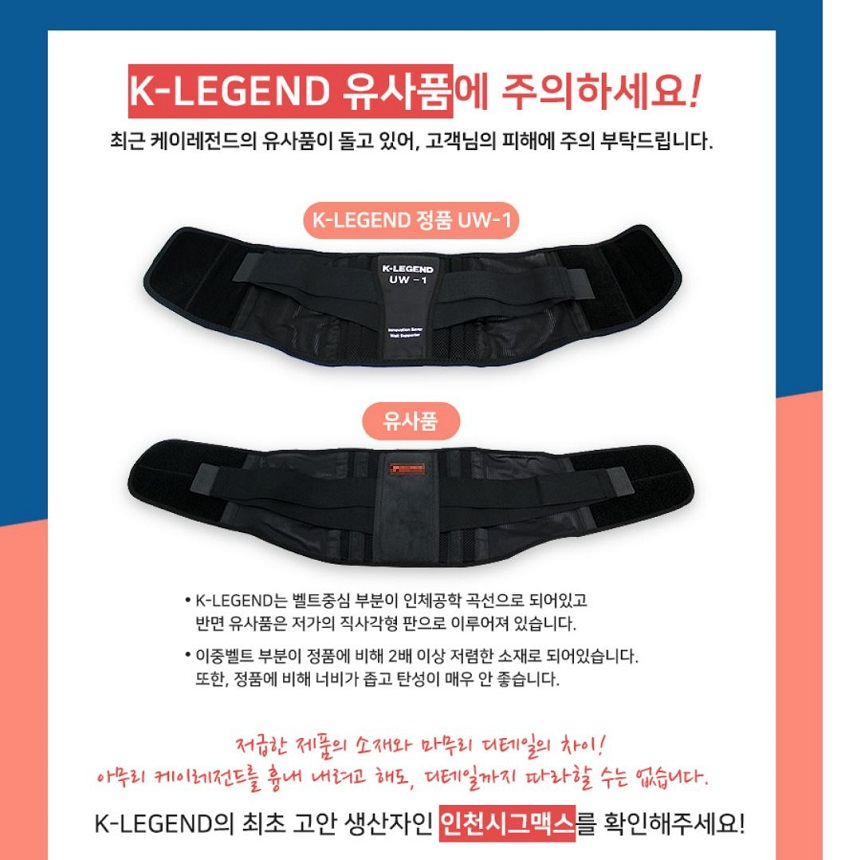 K-LEGEND 유사품에 주의하세요!
최근 케이레전드의 유사품이 돌고 있어, 고객님의 피해에 주의 부탁드립니다.
K-LEGEND 정품 UW-1
K-LEGEND
UW-1
Innovation Saver
Wait Supporter
유사품
• K-LEGEND는 벨트중심 부분이 인체공학 곡선으로 되어있고
반면 유사품은 저가의 직사각형 판으로 이루어져 있습니다.
• 이중벨트 부분이 정품에 비해 2배 이상 저렴한 소재로 되어있습니다.
또한, 정품에 비해 너비가 좁고 탄성이 매우 안 좋습니다.
저급한 제품의 소재와 마무리 디테일의 차이!
아무리 케이레전드를 흉내 내려고 해도, 디테일까지 따라할 수는 없습니다.
K-LEGEND의 최초 고안 생산자인 인천시그맥스를 확인해주세요!